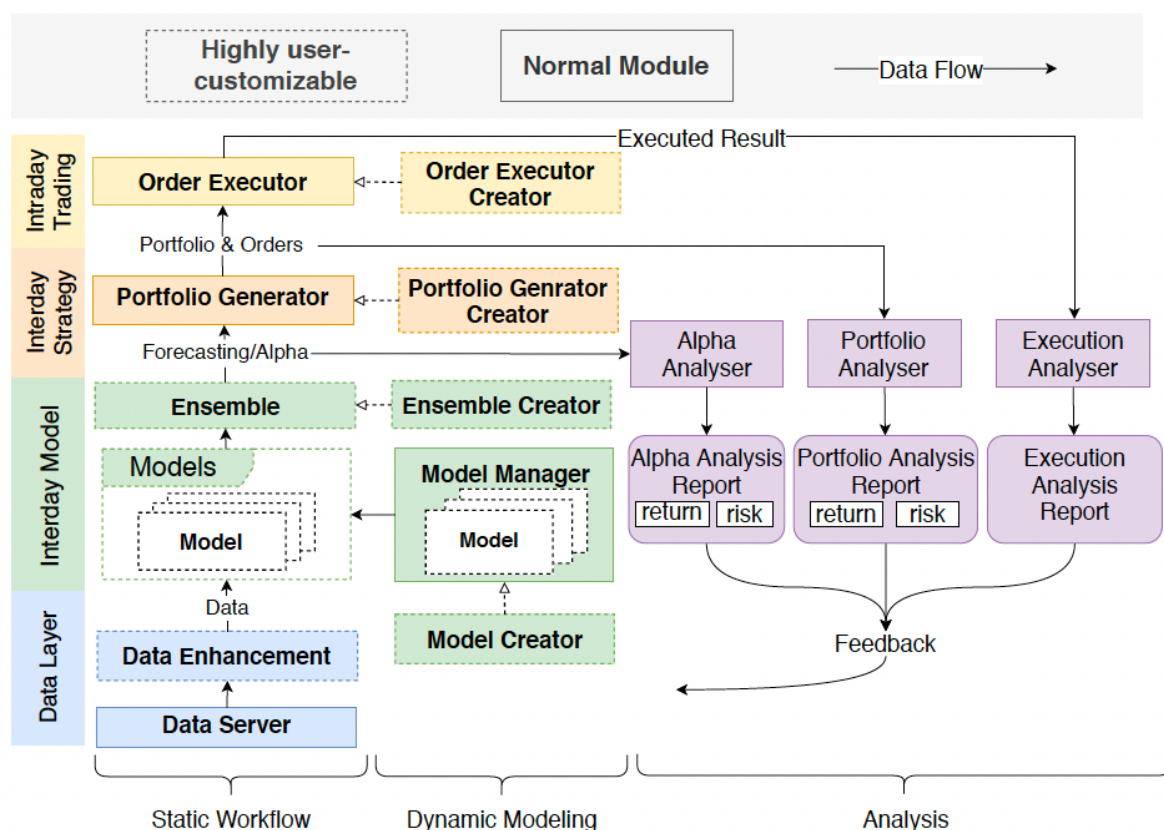 Highly user-
customizable
Normal Module
Data Flow
Intraday
Trading
Interday
Strategy
Interday Model
Data Layer
Executed Result
Order Executor
Order Executor
Creator
Portfolio & Orders
Portfolio Generator
Portfolio Genrator
Creator
Forecasting/Alpha
Alpha
Analyser
Portfolio
Analyser
Execution
Analyser
Ensemble
Ensemble Creator
Models
Model
Model Manager
Model
Alpha Analysis
Report
return
risk
Portfolio Analysis
Report
return
risk
Execution
Analysis
Report
Data
Data Enhancement
Model Creator
Feedback
Data Server
Static Workflow
Dynamic Modeling
Analysis